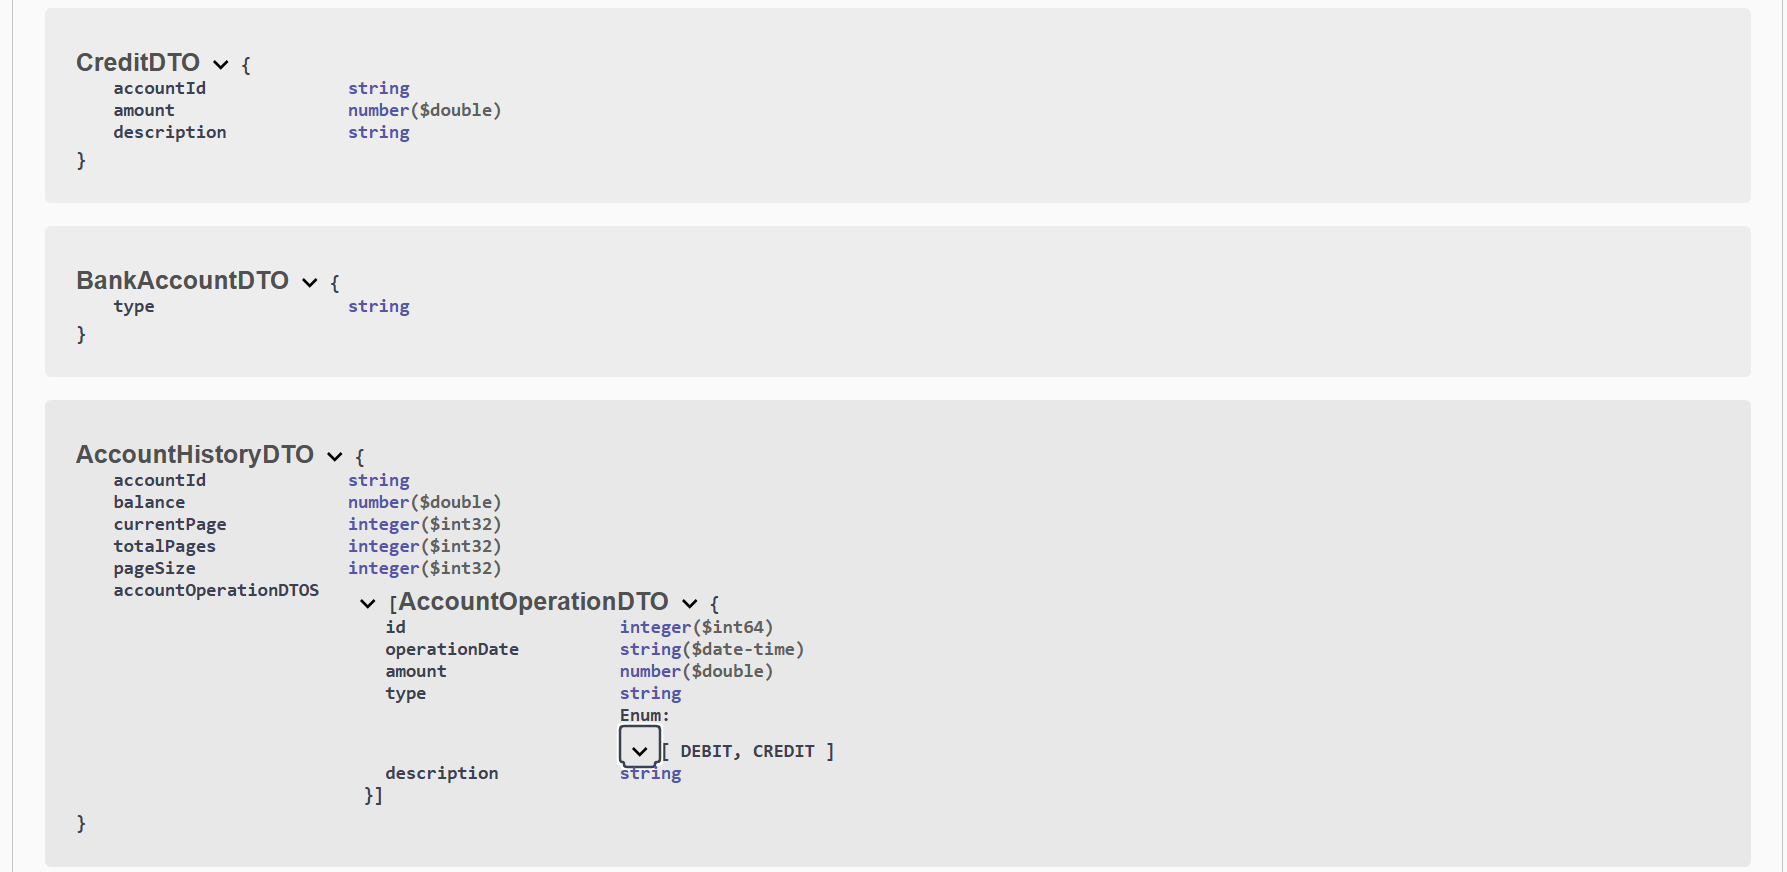 CreditDTO {
accountId string
amount number($double)
description string
}
BankAccountDTO {
type string
}
AccountHistoryDTO {
accountId string
balance number($double)
currentPage integer($int32)
totalPages integer($int32)
pageSize integer($int32)
accountOperationDTOS
[AccountOperationDTO {
id integer($int64)
operationDate string($date-time)
amount number($double)
type string
Enum:
[ DEBIT, CREDIT ]
description string
}]
}